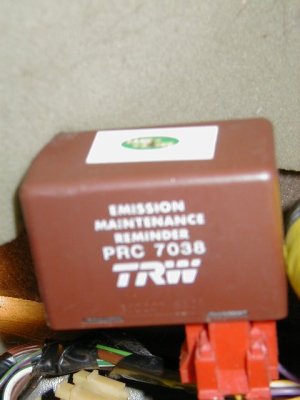 EMISSION
MAINTENANCE
REMINDER
PRC 7038
TRW